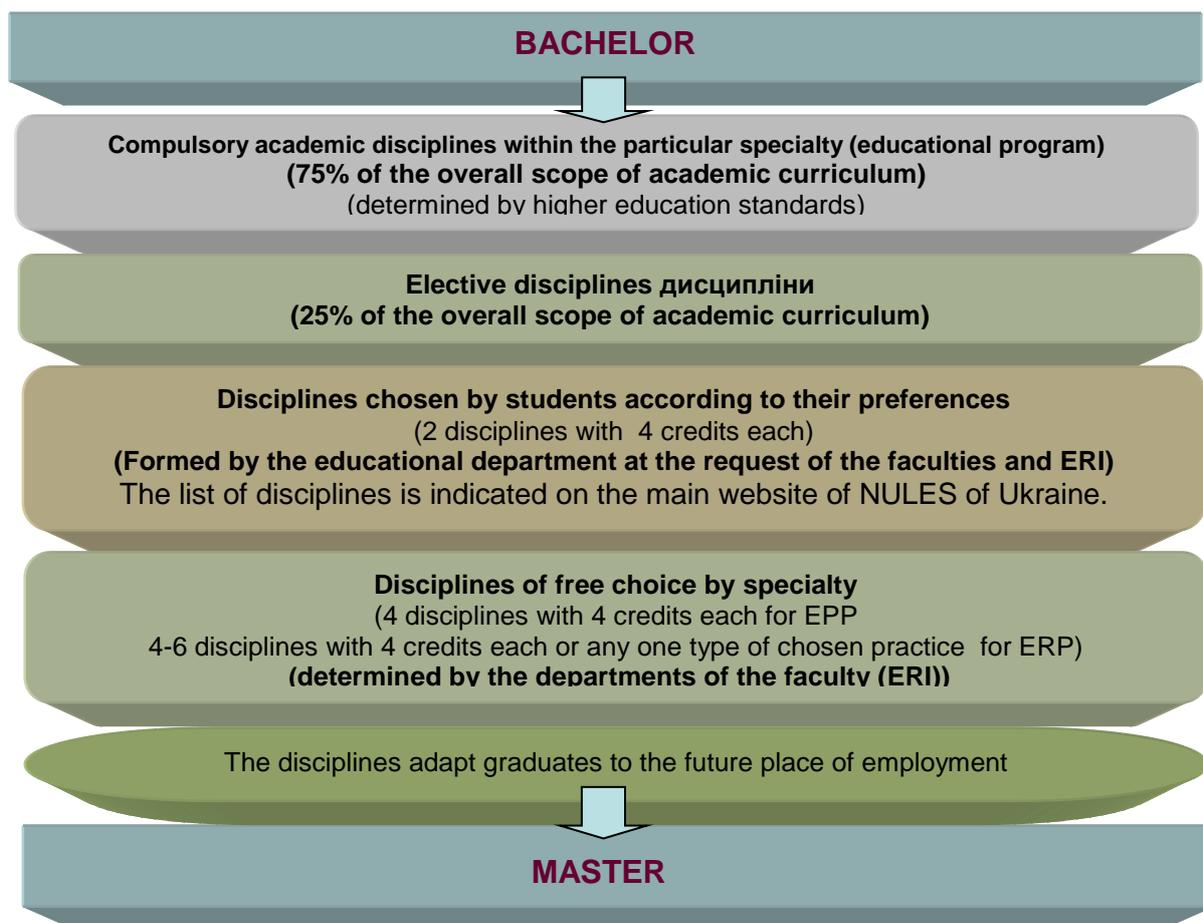 BACHELOR
Compulsory academic disciplines within the particular specialty (educational program)
(75% of the overall scope of academic curriculum)
(determined by higher education standards)
Elective disciplines дисципліни
(25% of the overall scope of academic curriculum)
Disciplines chosen by students according to their preferences
(2 disciplines with 4 credits each)
(Formed by the educational department at the request of the faculties and ERI)
The list of disciplines is indicated on the main website of NULES of Ukraine.
Disciplines of free choice by specialty
(4 disciplines with 4 credits each for EPP
4-6 disciplines with 4 credits each or any one type of chosen practice for ERP)
(determined by the departments of the faculty (ERI))
The disciplines adapt graduates to the future place of employment
MASTER